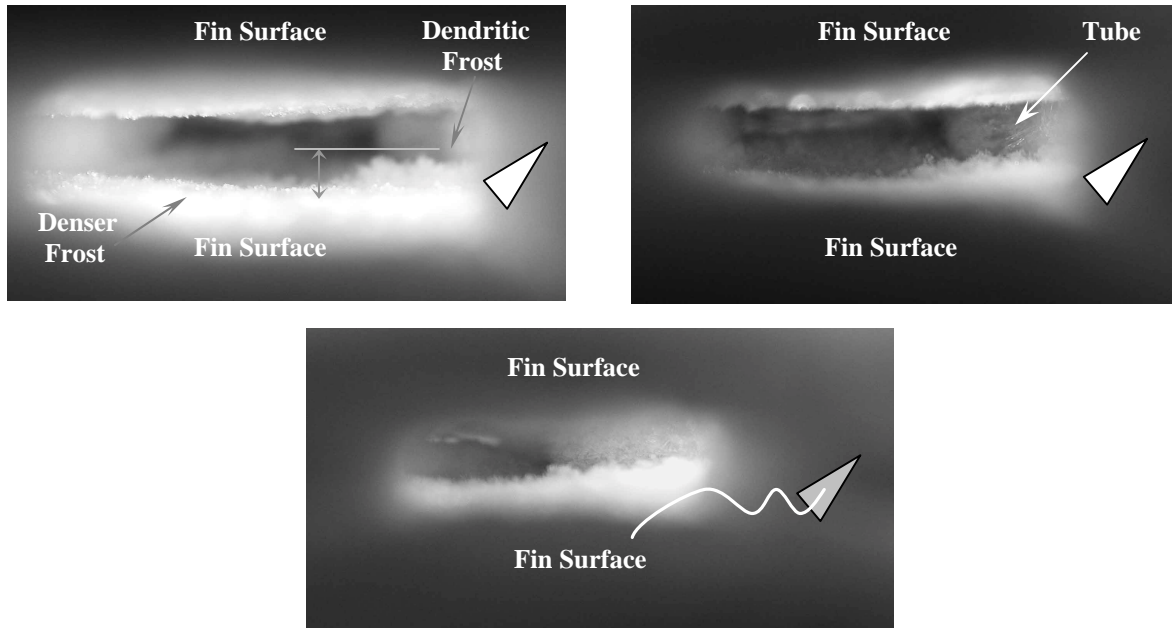 Fin Surface
Dendritic
Frost
Denser
Frost
Fin Surface
Fin Surface
Tube
Fin Surface
Fin Surface
Fin Surface